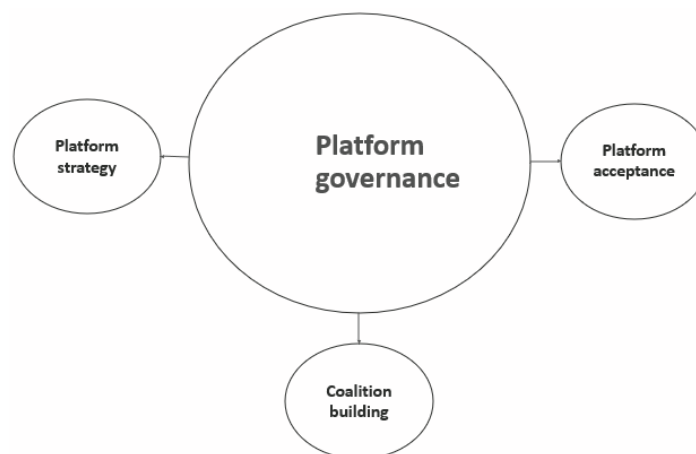 Platform
governance
Platform
strategy
Platform
acceptance
Coalition
building